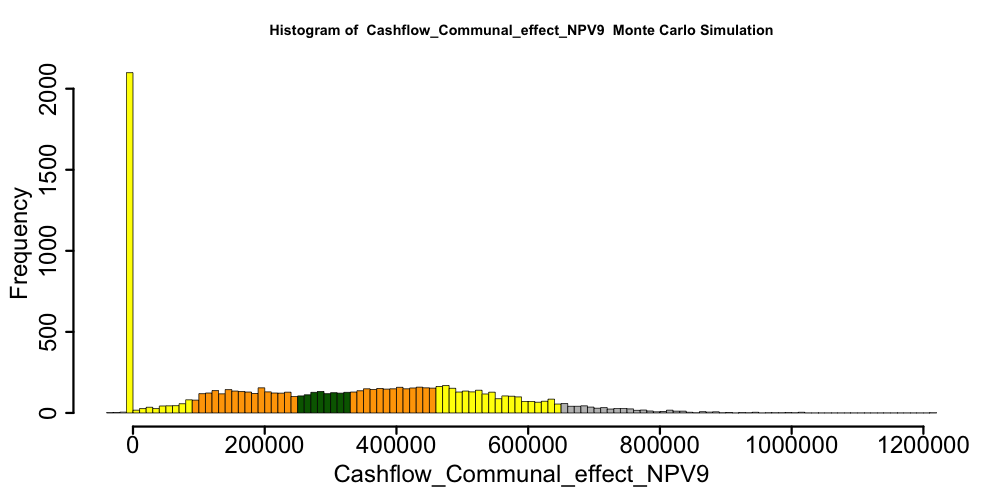 Histogram of  Cashflow_Communal_effect_NPV9  Monte Carlo Simulation
2000
1500
1000
500
0
Frequency
0 200000 400000 600000 800000 1000000 1200000
Cashflow_Communal_effect_NPV9